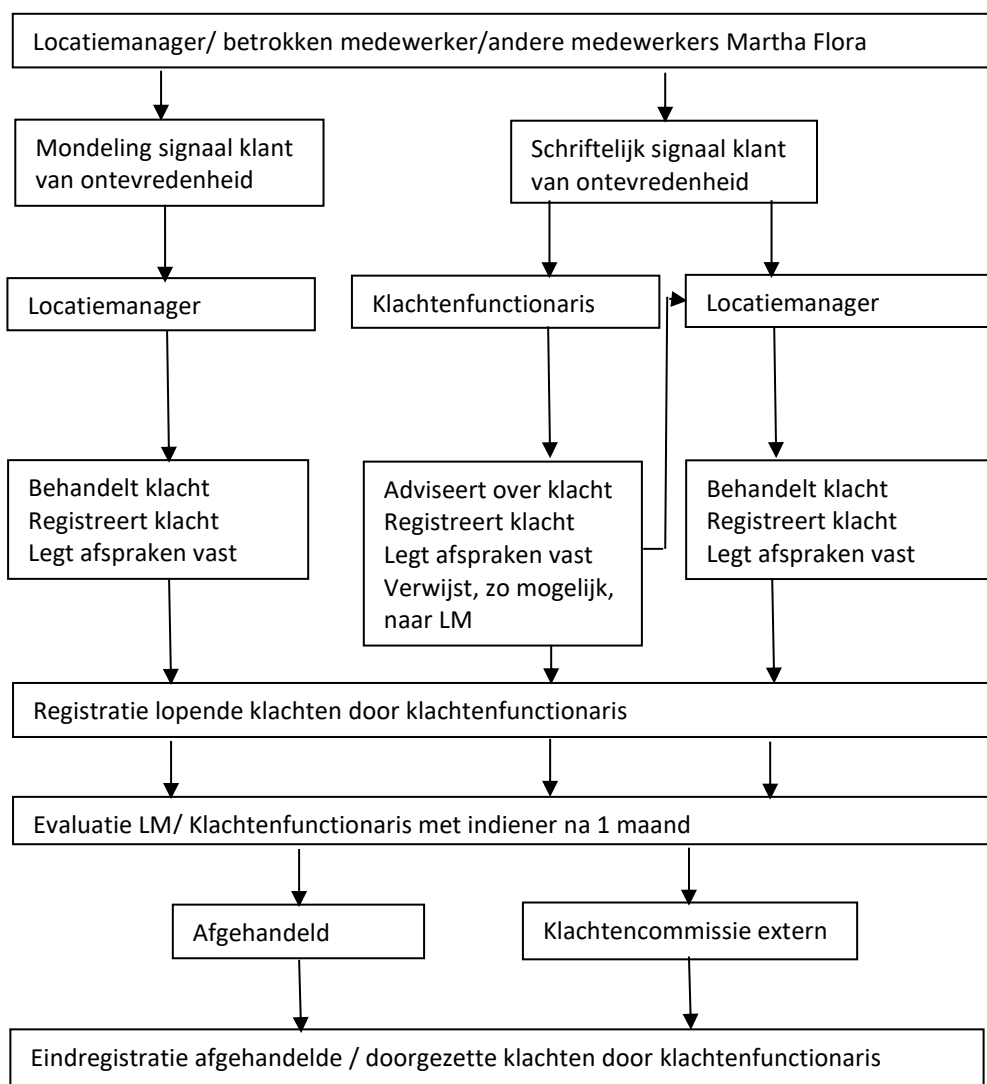 Locatiemanager/ betrokken medewerker/andere medewerkers Martha Flora
Mondeling signaal klant
van ontevredenheid
Schriftelijk signaal klant
van ontevredenheid
Locatiemanager
Klachtenfunctionaris
Locatiemanager
Behandelt klacht
Registreert klacht
Legt afspraken vast
Adviseert over klacht
Registreert klacht
Legt afspraken vast
Verwijst, zo mogelijk,
naar LM
Behandelt klacht
Registreert klacht
Legt afspraken vast
Registratie lopende klachten door klachtenfunctionaris
Evaluatie LM/ Klachtenfunctionaris met indiener na 1 maand
Afgehandeld
Klachtencommissie extern
Eindregistratie afgehandelde / doorgezette klachten door klachtenfunctionaris